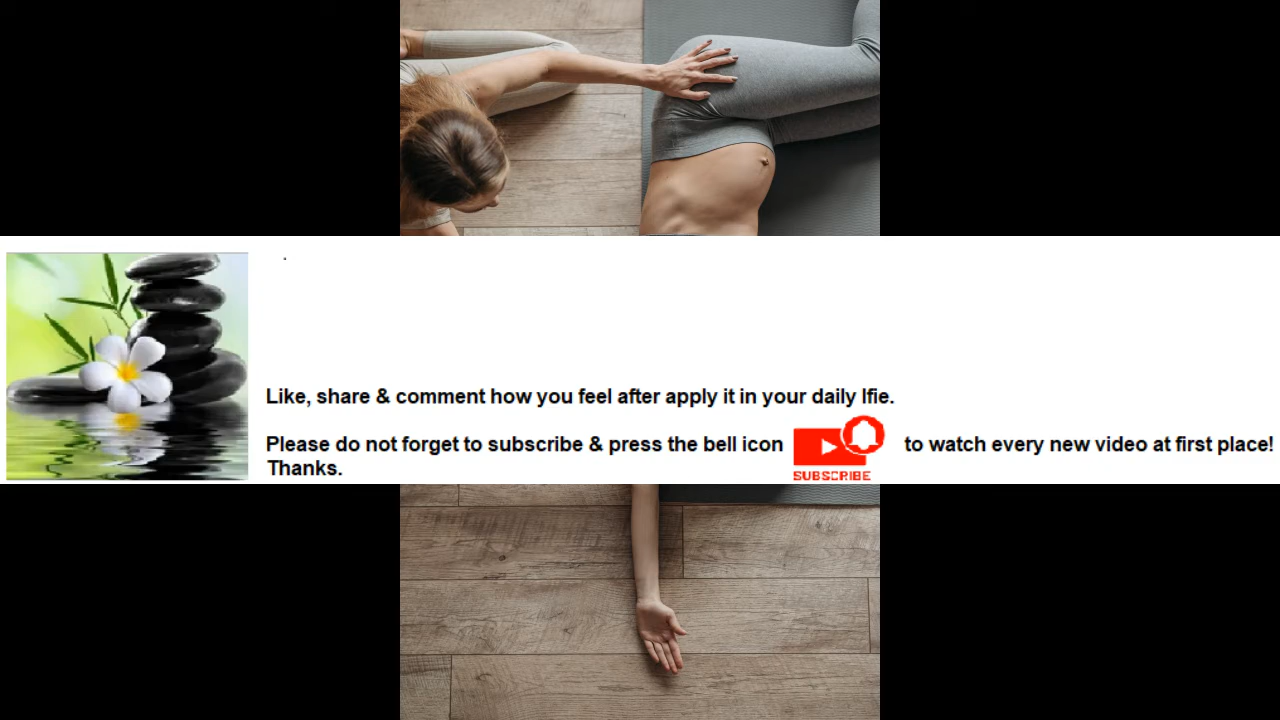 .
Like, share & comment how you feel after apply it in your daily lfie.
Please do not forget to subscribe & press the bell icon SUBSCRIBE to watch every new video at first place!
Thanks.